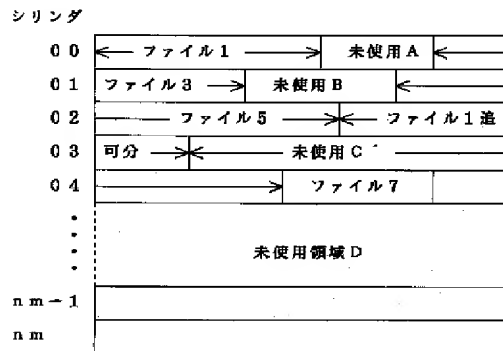 シリンダ
00 ファイル1 未使用A
01 ファイル3 未使用B
02 ファイル5 ファイル1追
03 可分 未使用C
04 ファイル7
未使用領域D
nm-1
nm